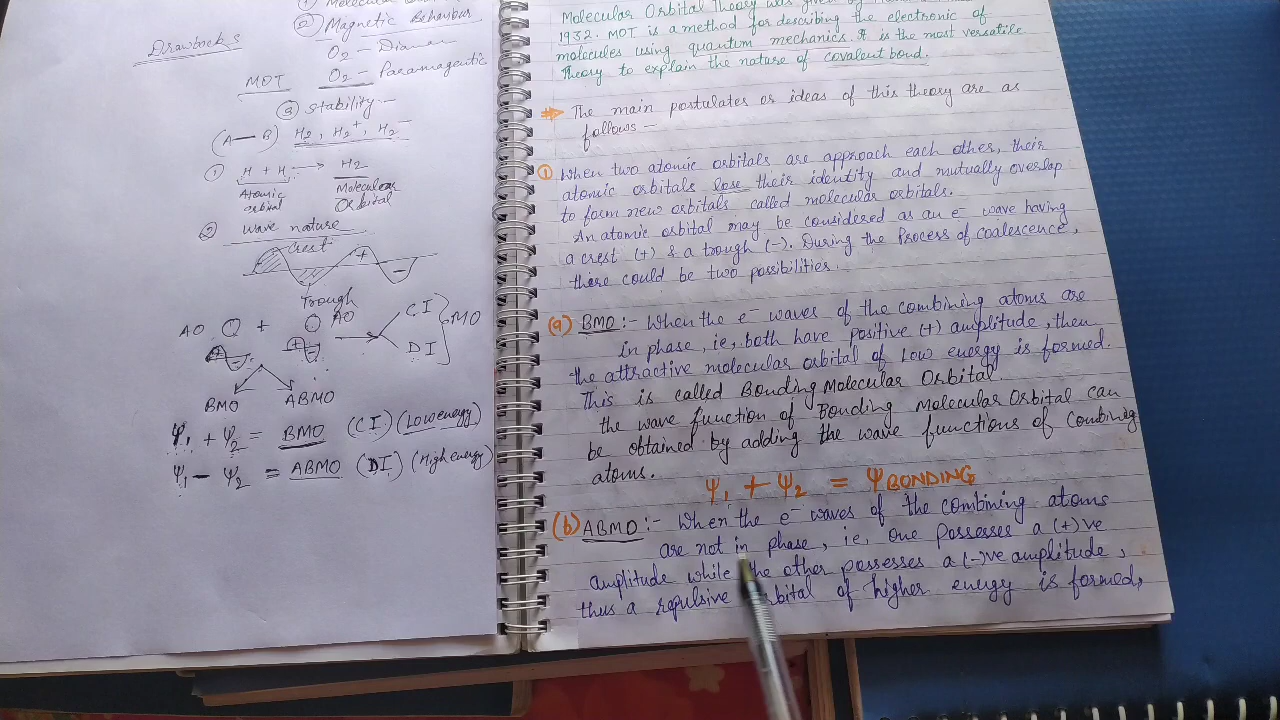 ② Magnetic Behaviour
Drawbacks
O₂ –
MOT
O₂ – Paramagnetic
③ Stability:–
(A — B) H₂, H₂⁺, H₂⁻
① H + H → H₂
Atomic orbital
Molecular Orbital
② Wave nature
Crest
+
−
Trough
AO + AO
CI
DI
MO
BMO
ABMO
Ψ₁ + Ψ₂ = BMO (CI) (Low energy)
Ψ₁ − Ψ₂ = ABMO (DI) (High energy)
Molecular Orbital Theory was given by
1932. MOT is a method for describing the electronic of
molecules using quantum mechanics. It is the most versatile
Theory to explain the nature of covalent bond.
⇒ The main postulates or ideas of this theory are as
follows –
① When two atomic orbitals are approach each other, their
atomic orbitals lose their identity and mutually overlap
to form new orbitals called molecular orbitals.
An atomic orbital may be considered as an e⁻ wave having
a crest (+) & a trough (−). During the Process of coalescence,
there could be two possibilities.
(a) BMO :- When the e⁻ waves of the combining atoms are
in phase, ie, both have positive (+) amplitude, then
the attractive molecular orbital of Low energy is formed.
This is called Bonding Molecular Orbital.
the wave function of Bonding Molecular Orbital can
be obtained by adding the wave functions of Combining
atoms.
Ψ₁ + Ψ₂ = Ψ BONDING
(b) ABMO :- When the e⁻ waves of the combining atoms
are not in phase, ie, one possesses a (+)ve
amplitude while the other possesses a (−)ve amplitude,
thus a repulsive orbital of higher energy is formed,